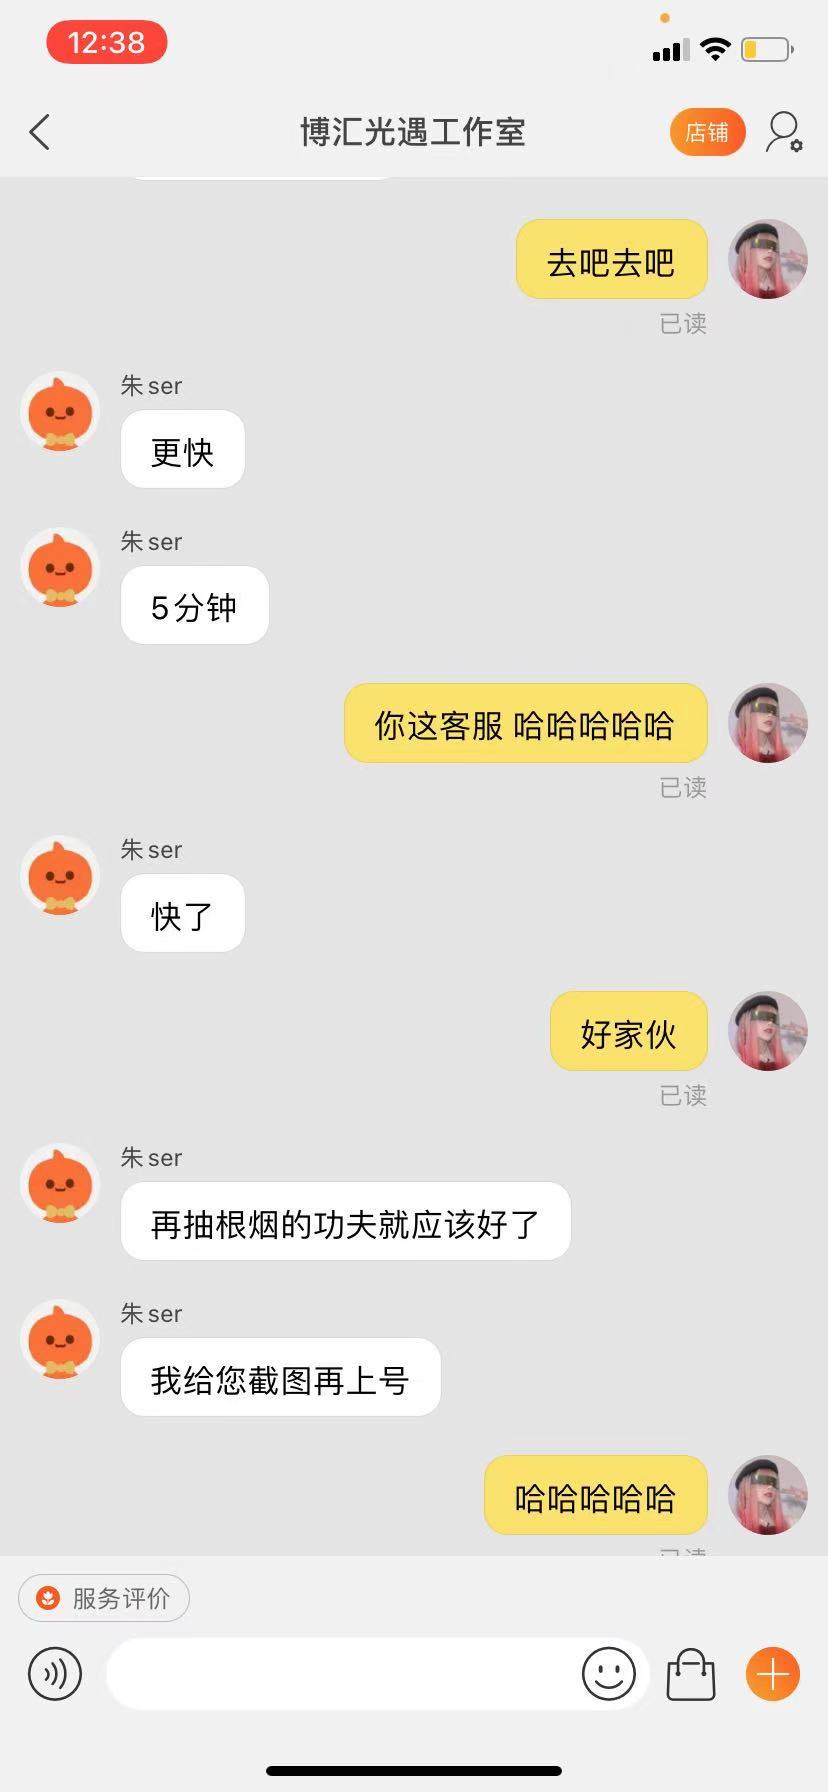 12:38
博汇光遇工作室
店铺
去吧去吧
已读
朱ser
更快
朱ser
5分钟
你这客服 哈哈哈哈哈
已读
朱ser
快了
好家伙
已读
朱ser
再抽根烟的功夫就应该好了
朱ser
我给您截图再上号
哈哈哈哈哈
已读
服务评价